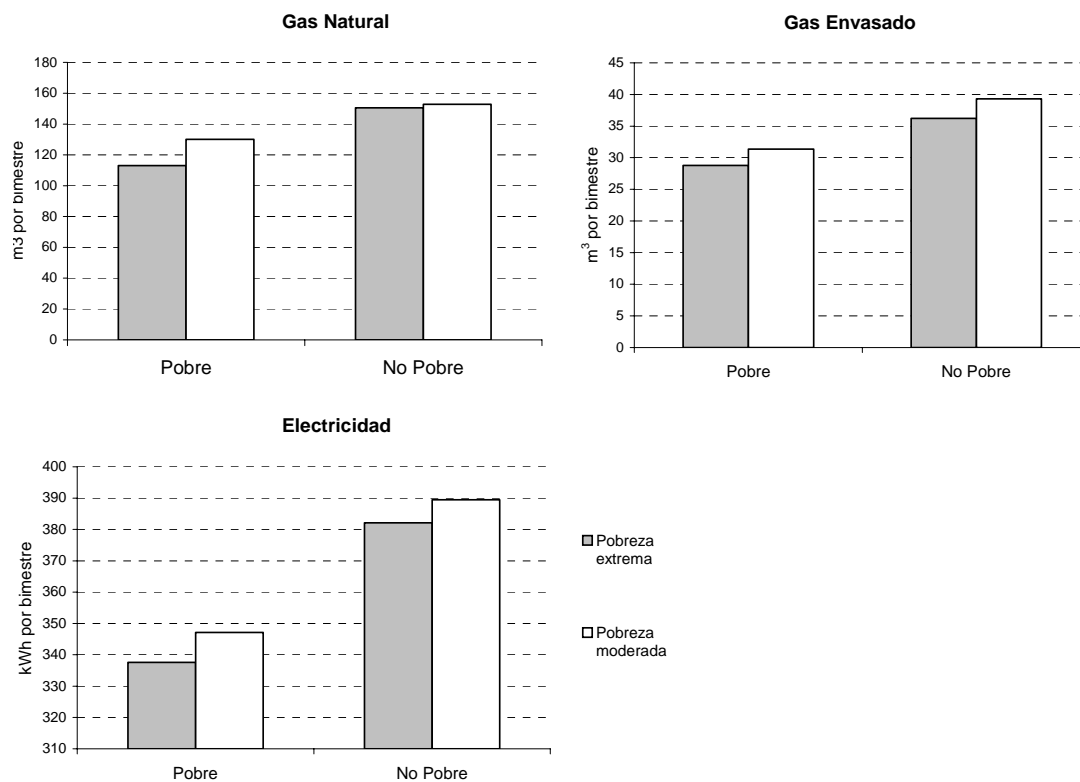 Gas Natural
m3 por bimestre
180
160
140
120
100
80
60
40
20
0
Pobre
No Pobre
Gas Envasado
m³ por bimestre
45
40
35
30
25
20
15
10
5
0
Pobre
No Pobre
Electricidad
kWh por bimestre
400
390
380
370
360
350
340
330
320
310
Pobre
No Pobre
Pobreza
extrema
Pobreza
moderada